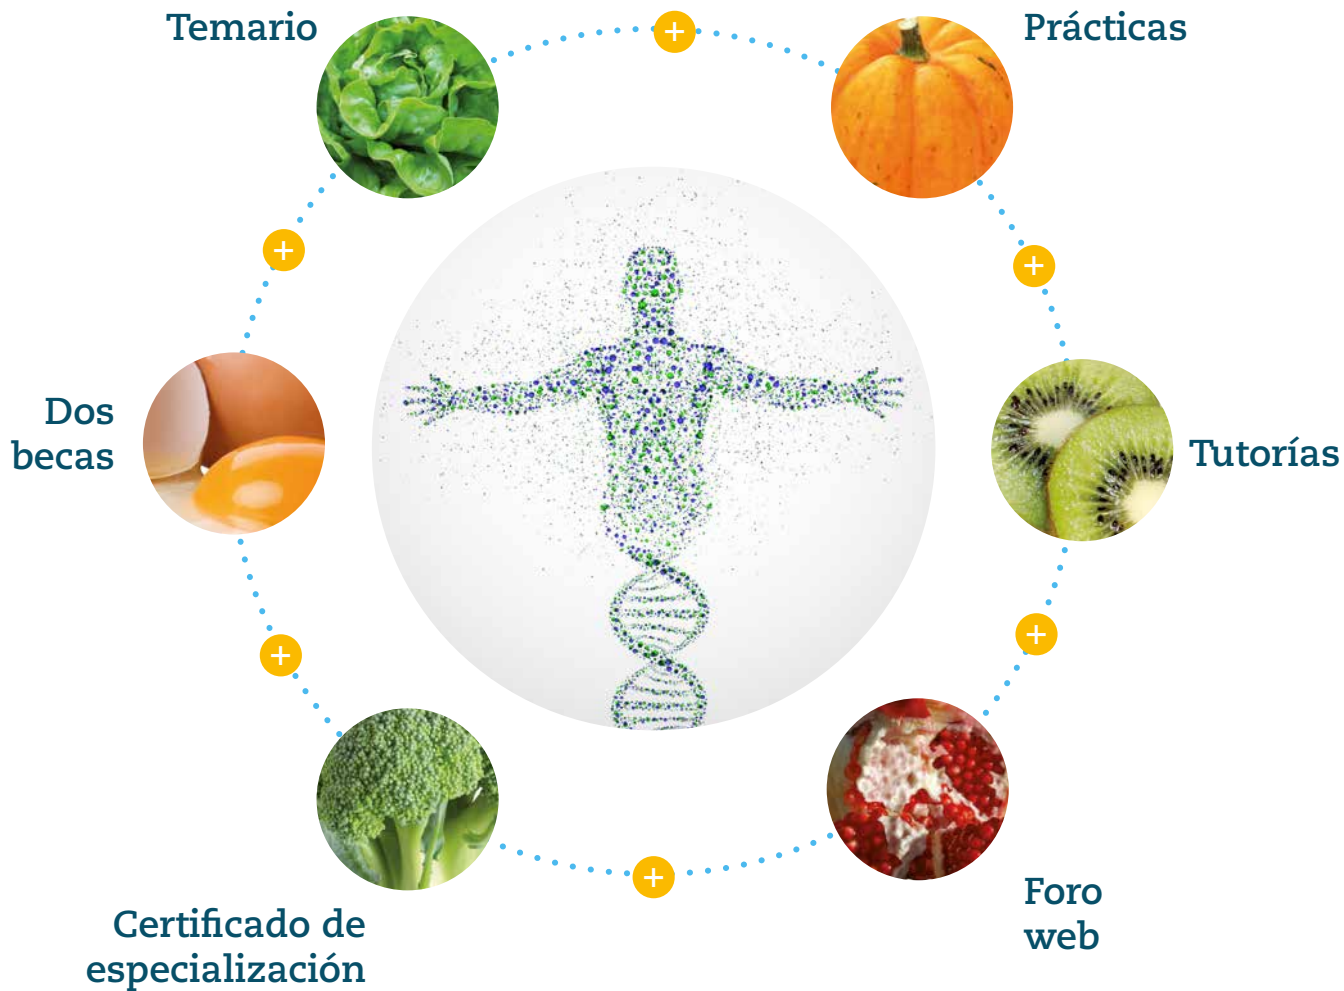 Temario
Prácticas
Dos
becas
Tutorías
Foro
web
Certificado de
especialización